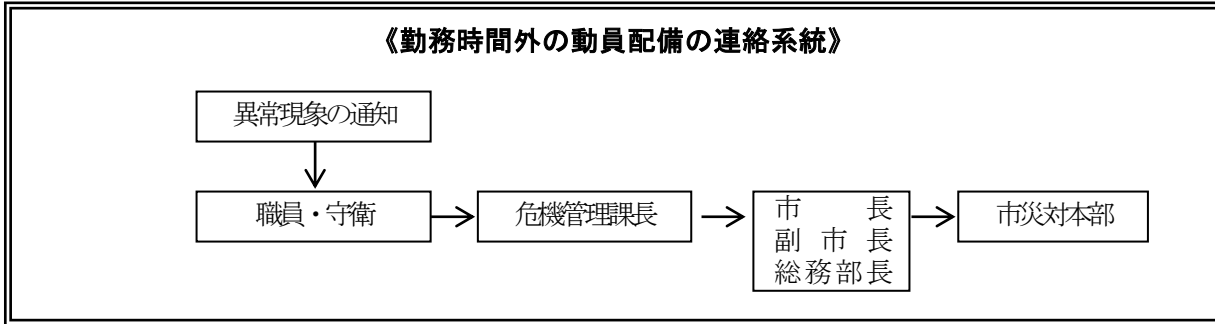 《勤務時間外の動員配備の連絡系統》
異常現象の通知
職員・守衛
危機管理課長
市長
副市長
総務部長
市災対本部